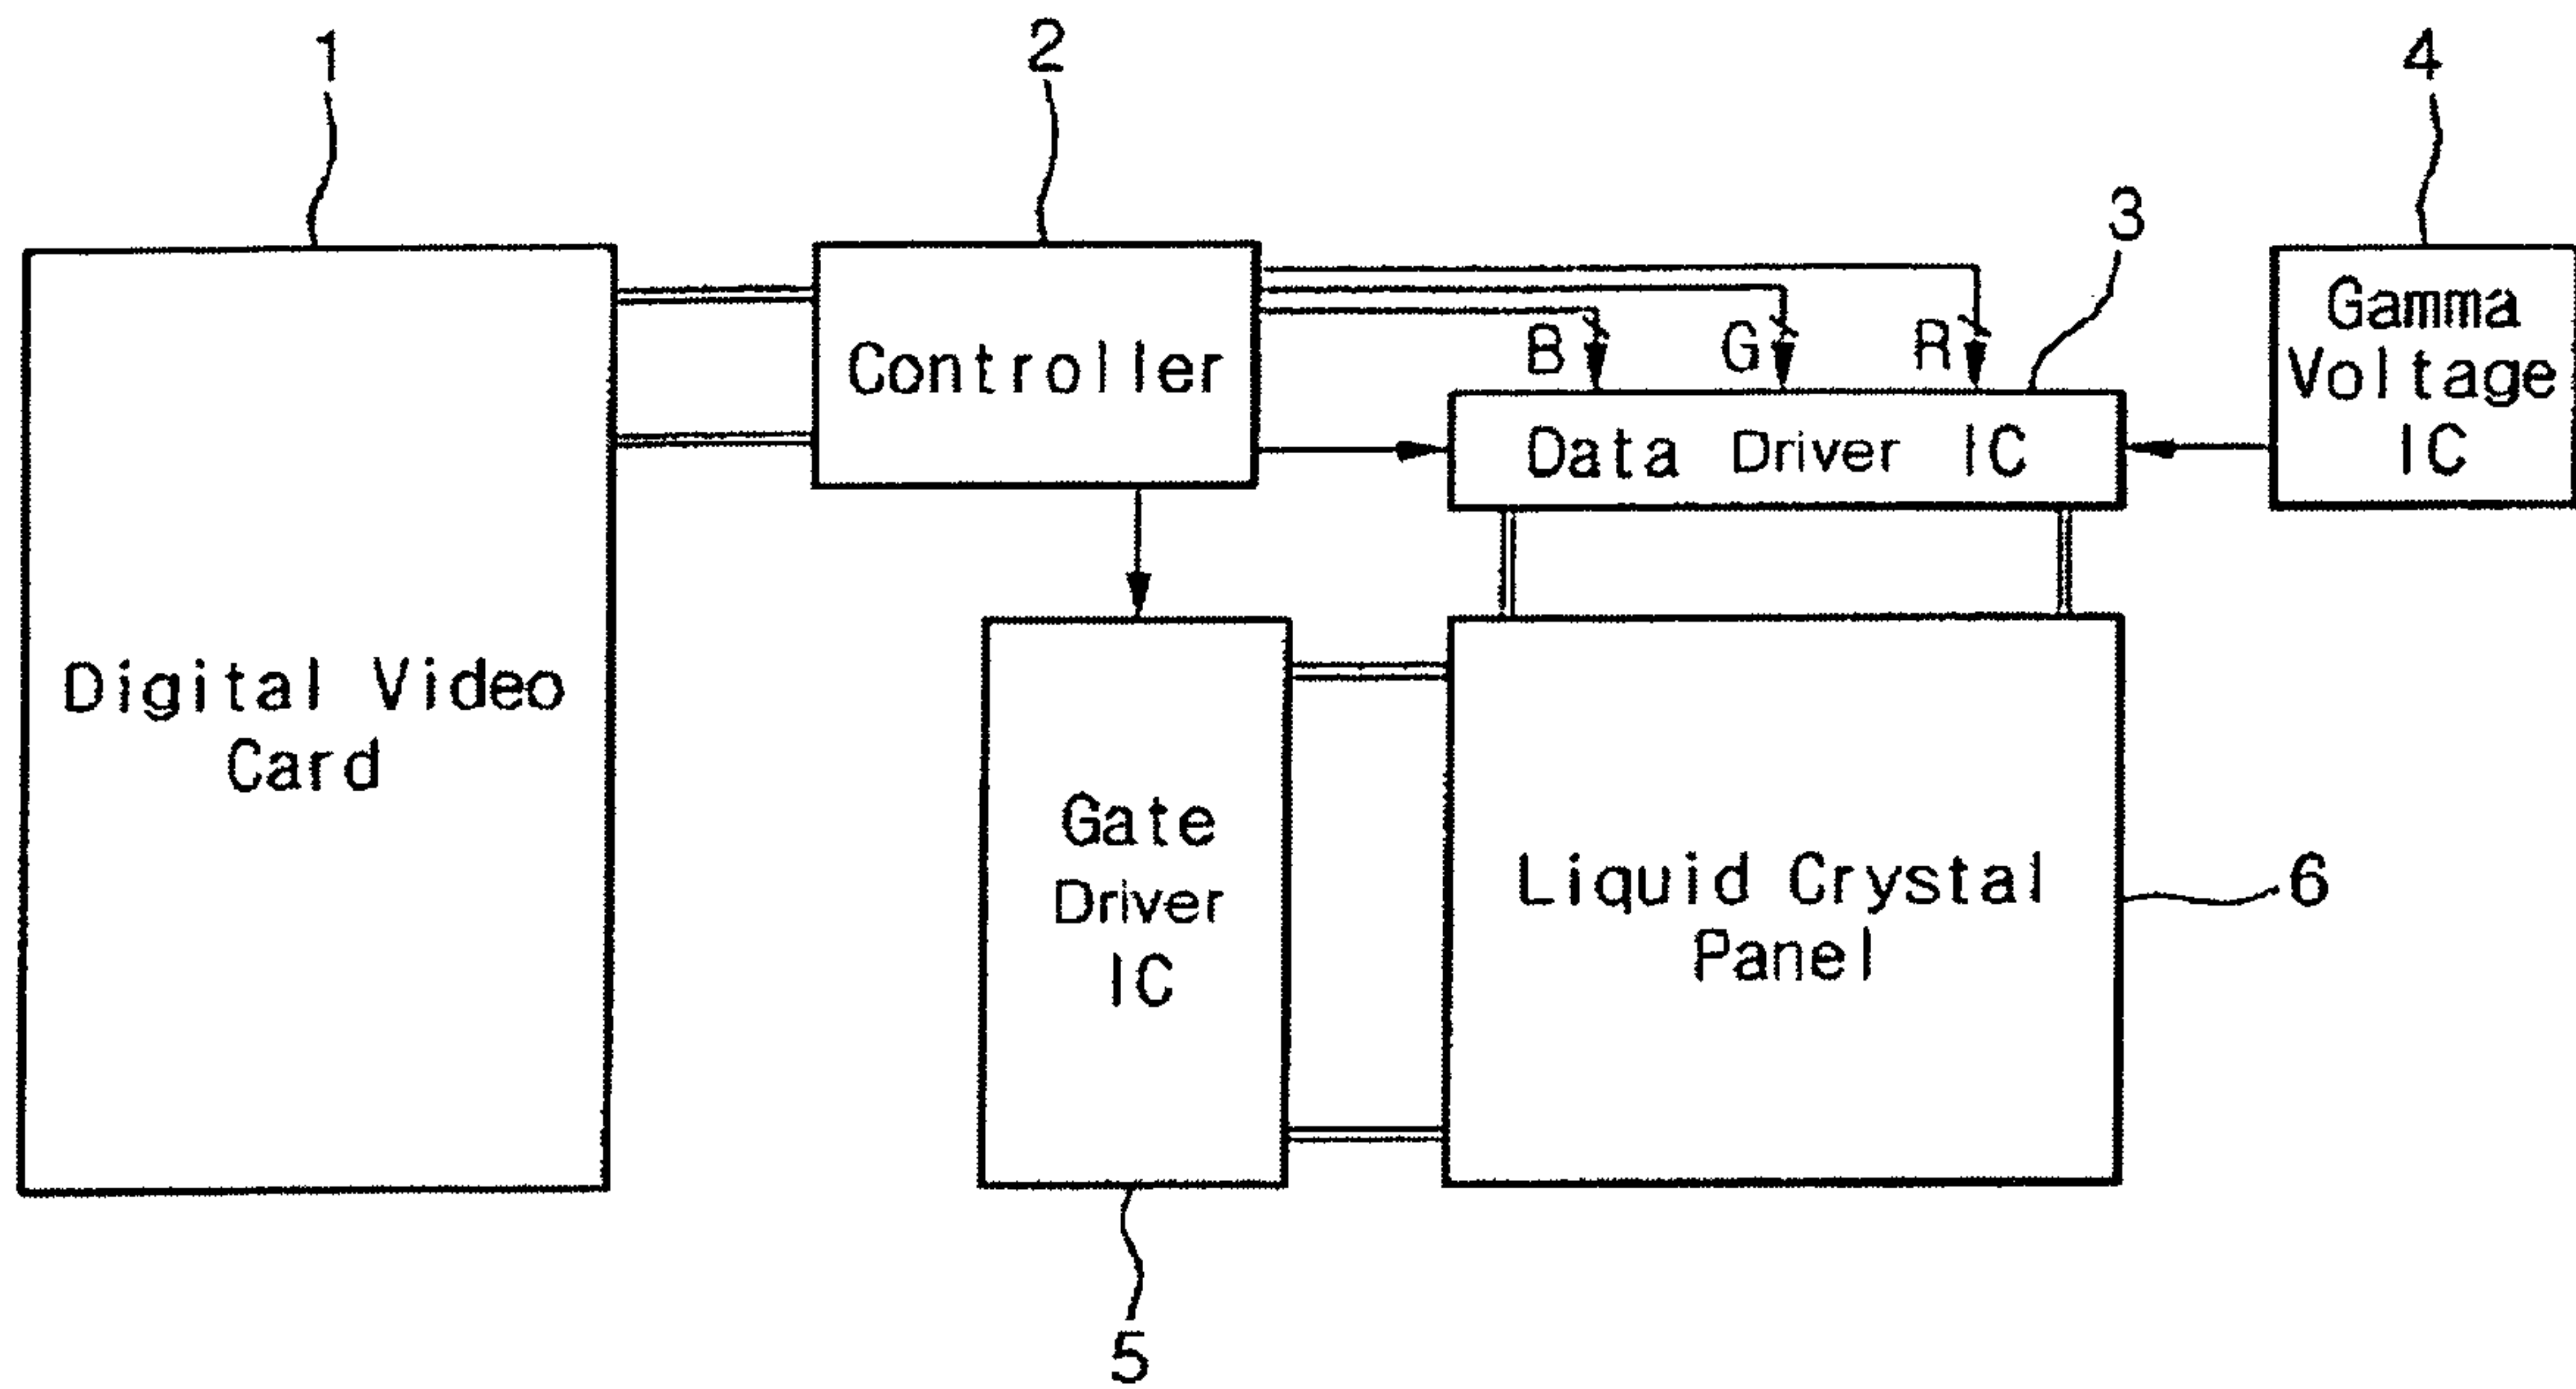 1
2
4
3
B G R
Controller
Gamma
Voltage
IC
Data Driver IC
Digital Video
Card
Gate
Driver
IC
Liquid Crystal
Panel
6
5